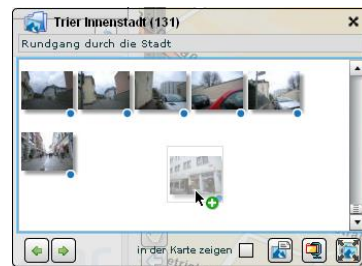 Trier Innenstadt (131)
Rundgang durch die Stadt
in der Karte zeigen